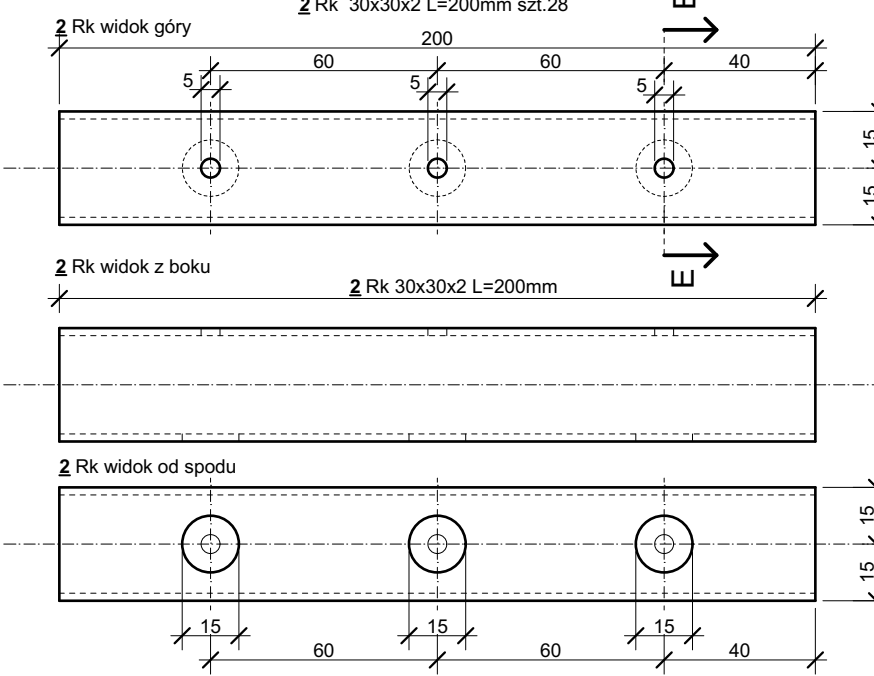 2 Rk 30x30x2 L=200mm szt.28
E
2 Rk widok góry
200
60 60 40
5 5 5
15
15
2 Rk widok z boku
E
2 Rk 30x30x2 L=200mm
2 Rk widok od spodu
15
15
15 15 15
60 60 40